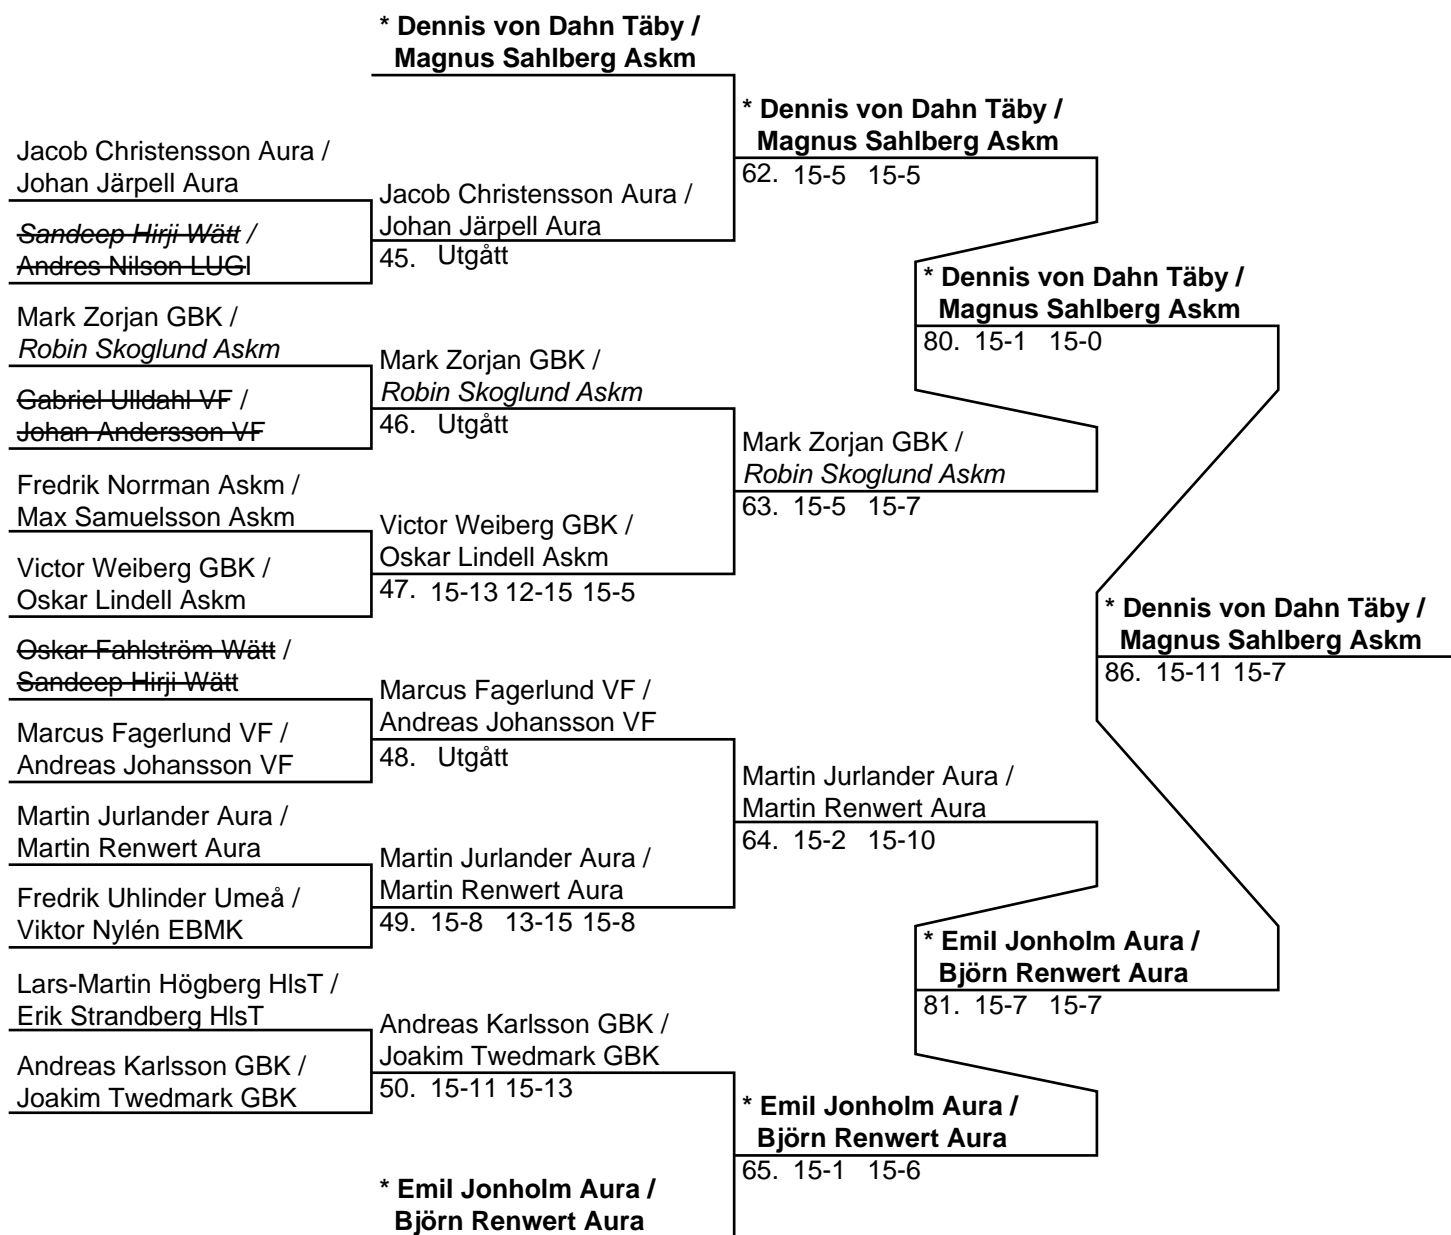 * Dennis von Dahn Täby /
Magnus Sahlberg Askm
Jacob Christensson Aura /
Johan Järpell Aura
Sandeep Hirji Wätt /
Andres Nilson LUGI
Mark Zorjan GBK /
Robin Skoglund Askm
Gabriel Ulldahl VF /
Johan Andersson VF
Fredrik Norrman Askm /
Max Samuelsson Askm
Victor Weiberg GBK /
Oskar Lindell Askm
Oskar Fahlström Wätt /
Sandeep Hirji Wätt
Marcus Fagerlund VF /
Andreas Johansson VF
Martin Jurlander Aura /
Martin Renwert Aura
Fredrik Uhlinder Umeå /
Viktor Nylén EBMK
Lars-Martin Högberg HlsT /
Erik Strandberg HlsT
Andreas Karlsson GBK /
Joakim Twedmark GBK
Jacob Christensson Aura /
Johan Järpell Aura
45. Utgått
Mark Zorjan GBK /
Robin Skoglund Askm
46. Utgått
Victor Weiberg GBK /
Oskar Lindell Askm
47. 15-13 12-15 15-5
Marcus Fagerlund VF /
Andreas Johansson VF
48. Utgått
Martin Jurlander Aura /
Martin Renwert Aura
49. 15-8 13-15 15-8
Andreas Karlsson GBK /
Joakim Twedmark GBK
50. 15-11 15-13
* Emil Jonholm Aura /
Björn Renwert Aura
* Dennis von Dahn Täby /
Magnus Sahlberg Askm
62. 15-5 15-5
Mark Zorjan GBK /
Robin Skoglund Askm
63. 15-5 15-7
Martin Jurlander Aura /
Martin Renwert Aura
64. 15-2 15-10
* Emil Jonholm Aura /
Björn Renwert Aura
65. 15-1 15-6
* Dennis von Dahn Täby /
Magnus Sahlberg Askm
80. 15-1 15-0
* Emil Jonholm Aura /
Björn Renwert Aura
81. 15-7 15-7
* Dennis von Dahn Täby /
Magnus Sahlberg Askm
86. 15-11 15-7